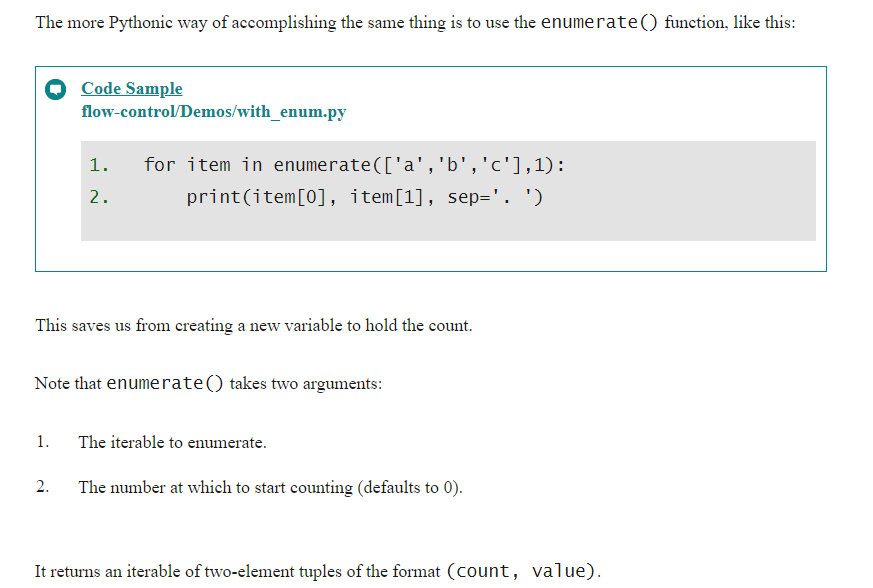 The more Pythonic way of accomplishing the same thing is to use the enumerate() function, like this:
Code Sample
flow-control/Demos/with_enum.py
1. for item in enumerate(['a','b','c'],1):
2.     print(item[0], item[1], sep='. ')
This saves us from creating a new variable to hold the count.
Note that enumerate() takes two arguments:
1. The iterable to enumerate.
2. The number at which to start counting (defaults to 0).
It returns an iterable of two-element tuples of the format (count, value).